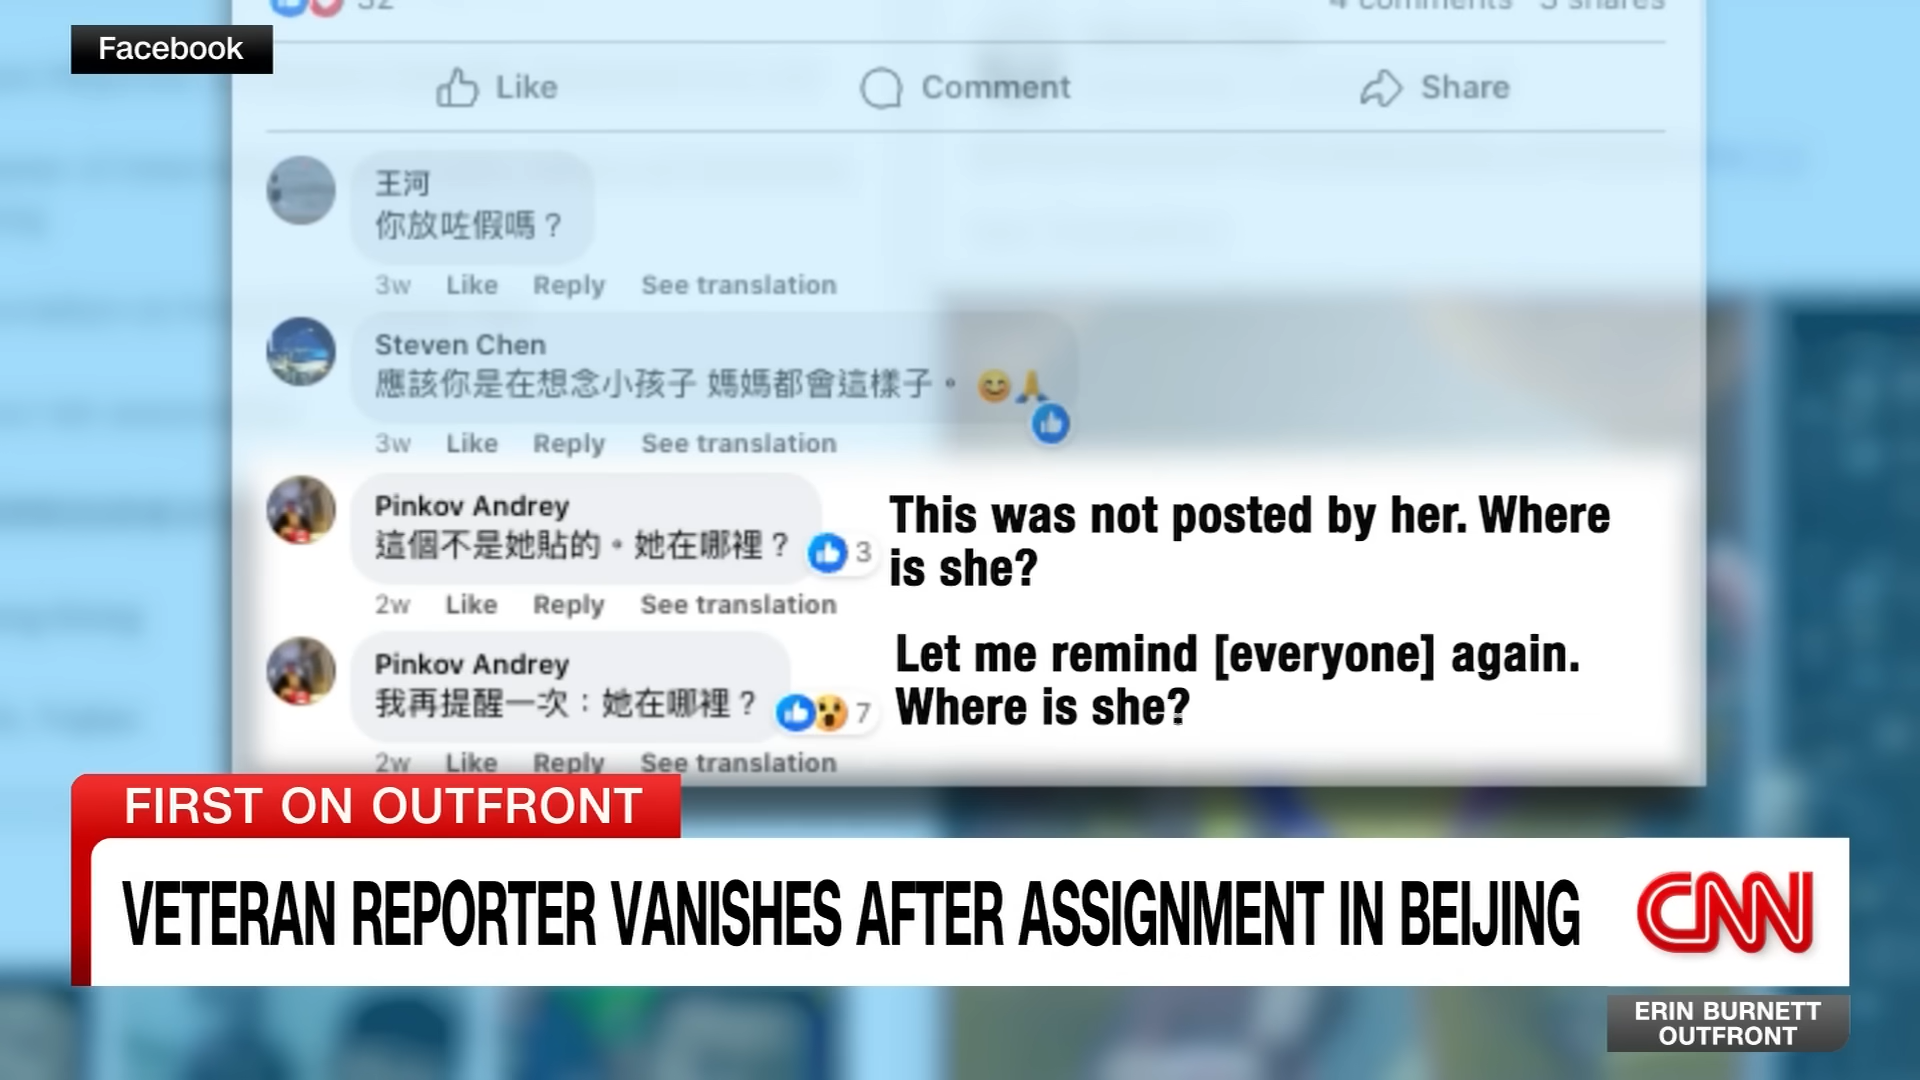 Facebook
32
4 comments 3 shares
Like Comment Share
王河
你放咗假嗎？
3w Like Reply See translation
Steven Chen
應該你是在想念小孩子 媽媽都會這樣子。 😊🙏
3w Like Reply See translation
Pinkov Andrey
這個不是她貼的。她在哪裡？
3
This was not posted by her. Where
is she?
2w Like Reply See translation
Pinkov Andrey
我再提醒一次：她在哪裡？
7
Let me remind [everyone] again.
Where is she?
2w Like Reply See translation
FIRST ON OUTFRONT
VETERAN REPORTER VANISHES AFTER ASSIGNMENT IN BEIJING
CNN
ERIN BURNETT
OUTFRONT